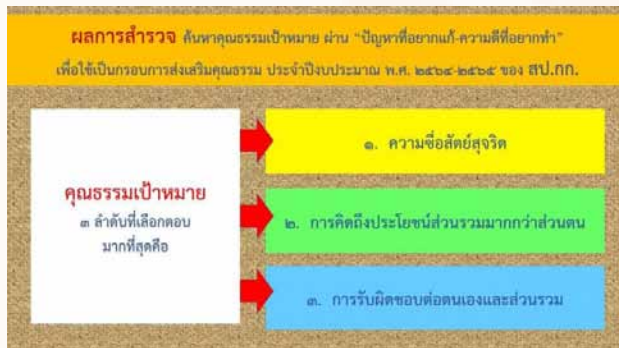 ผลการสำรวจ ค้นหาคุณธรรมเป้าหมาย ผ่าน “ปัญหาที่อยากแก้-ความดีที่อยากทำ”
เพื่อใช้เป็นกรอบการส่งเสริมคุณธรรม ประจำปีงบประมาณ พ.ศ. ๒๕๖๔-๒๕๖๕ ของ สป.กก.
คุณธรรมเป้าหมาย
๓ ลำดับที่เลือกตอบ
มากที่สุดคือ
๑. ความซื่อสัตย์สุจริต
๒. การคิดถึงประโยชน์ส่วนรวมมากกว่าส่วนตน
๓. การรับผิดชอบต่อตนเองและส่วนรวม